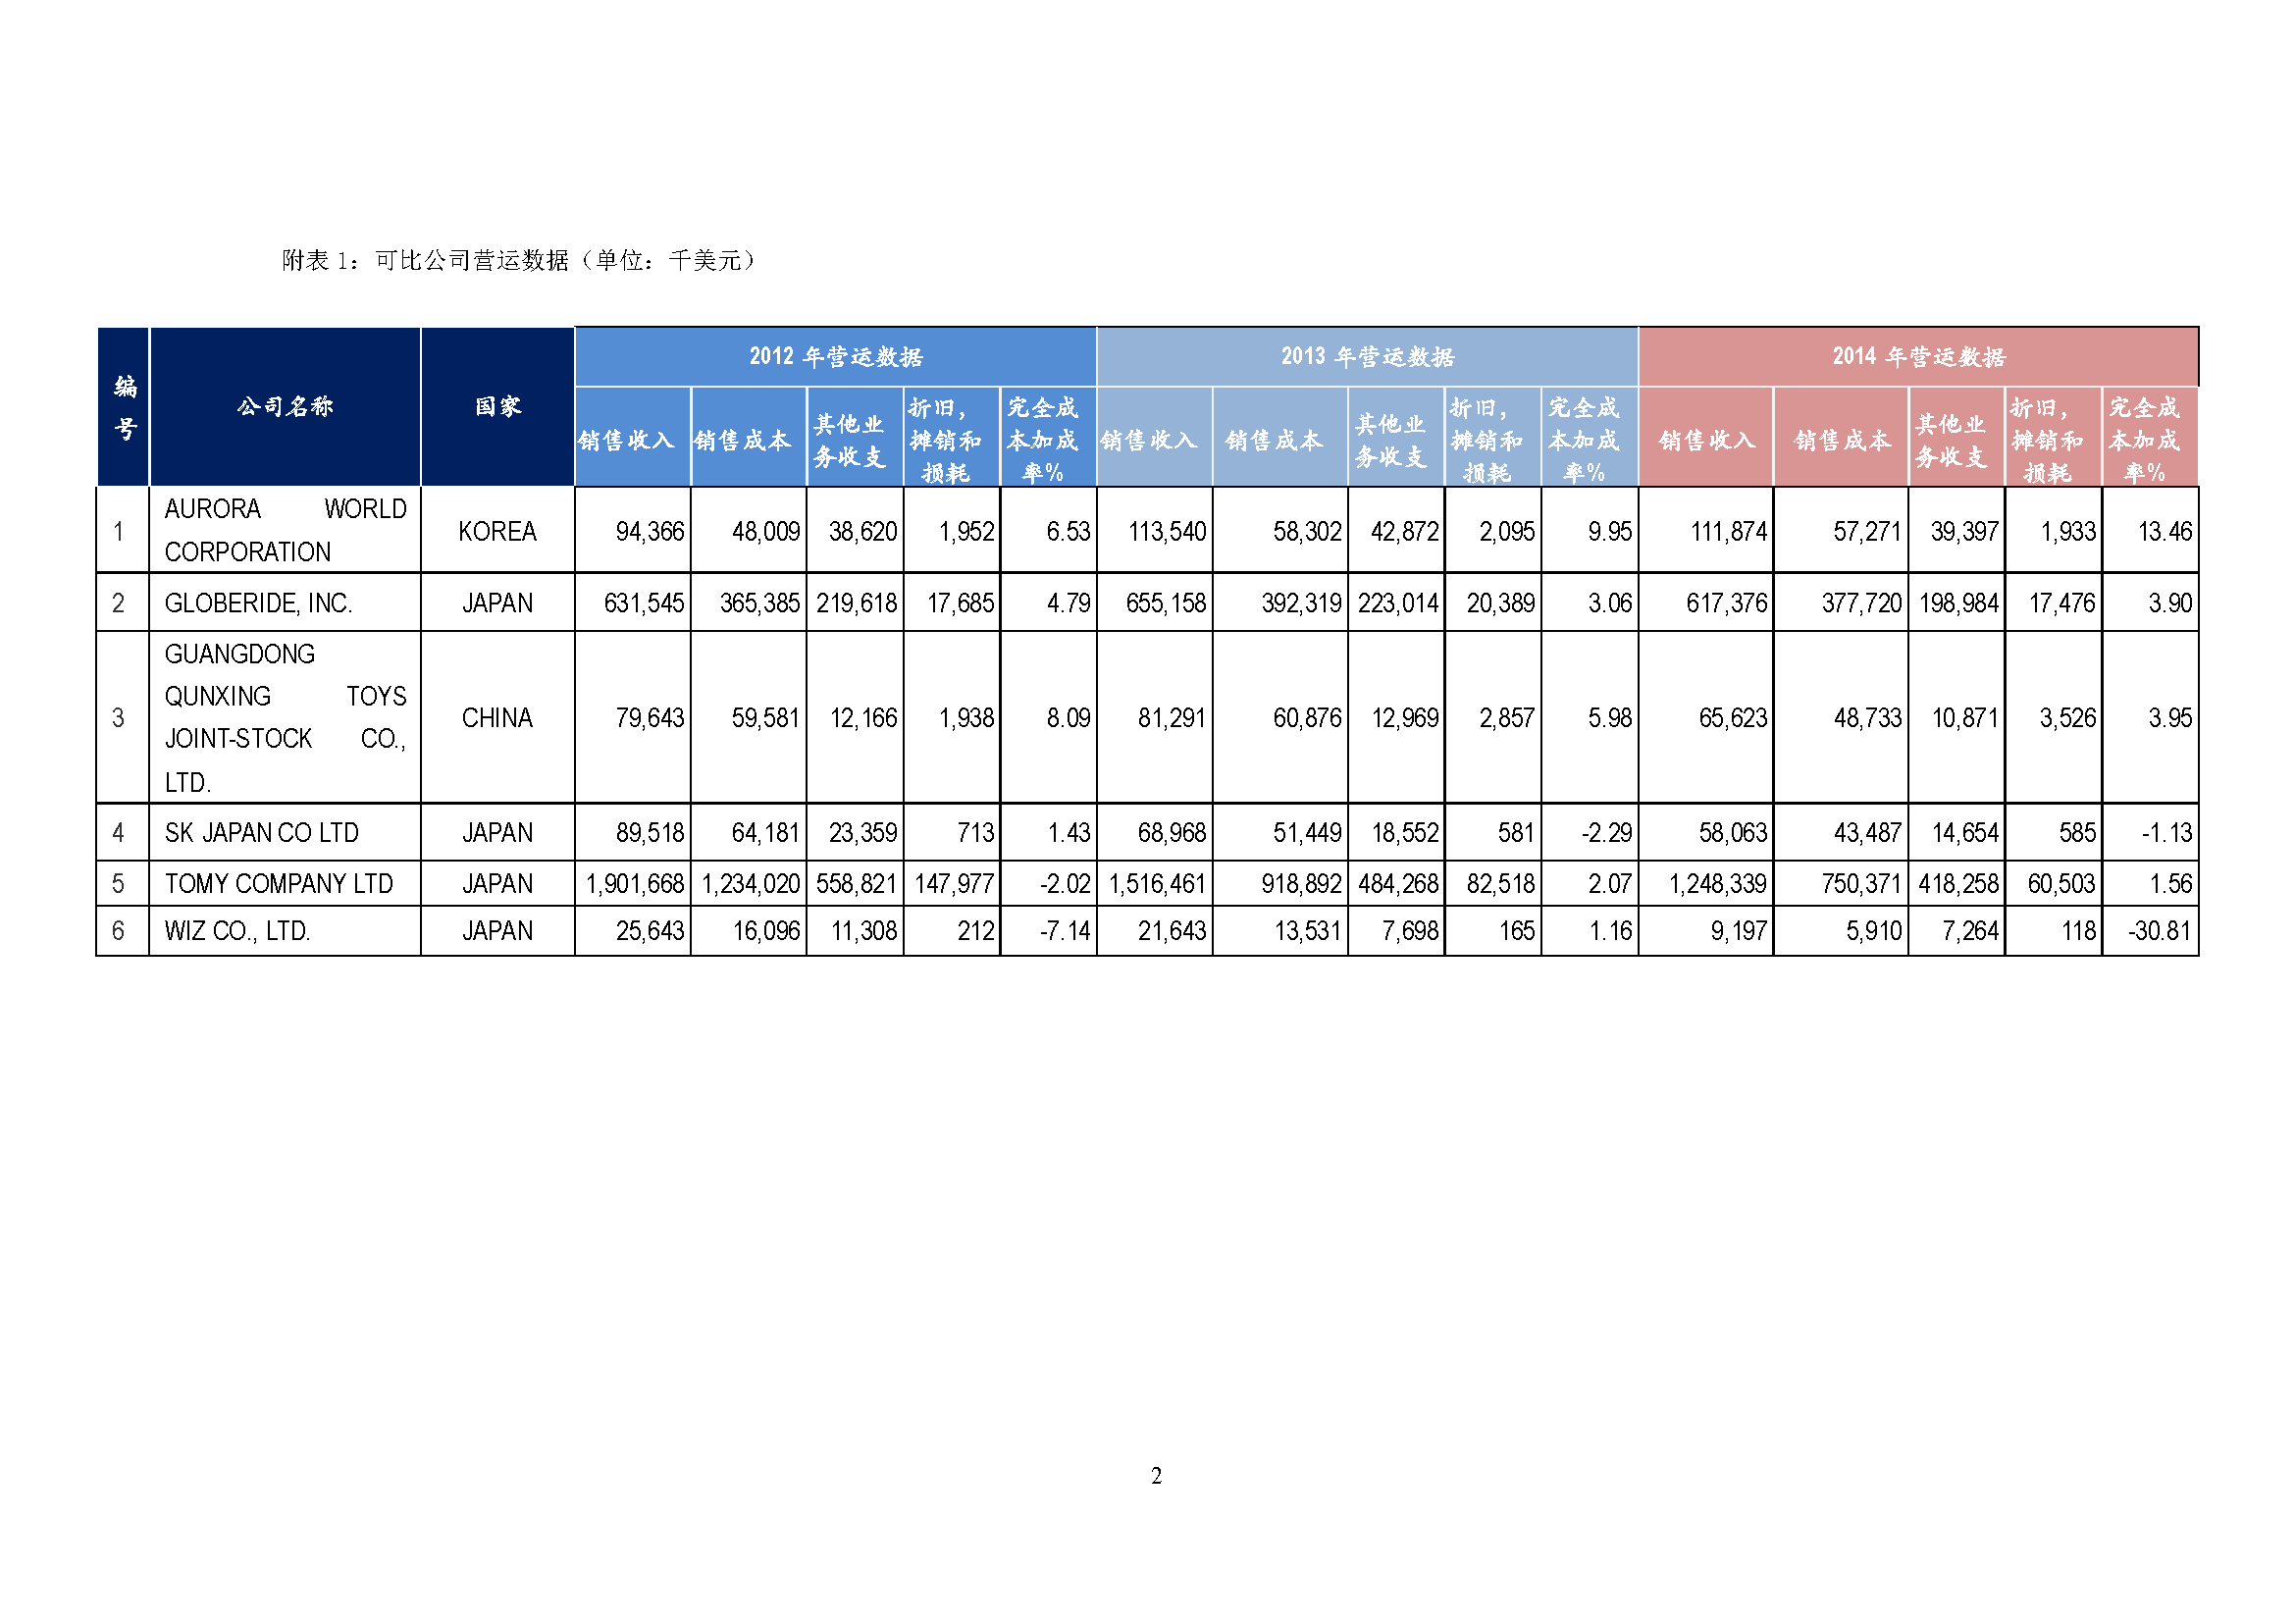 附表 1：可比公司营运数据（单位：千美元）
编号 公司名称 国家 2012 年营运数据 2013 年营运数据 2014 年营运数据
销售收入 销售成本 其他业务收支 折旧，摊销和损耗 完全成本加成率% 销售收入 销售成本 其他业务收支 折旧，摊销和损耗 完全成本加成率% 销售收入 销售成本 其他业务收支 折旧，摊销和损耗 完全成本加成率%
1 AURORA WORLD CORPORATION KOREA 94,366 48,009 38,620 1,952 6.53 113,540 58,302 42,872 2,095 9.95 111,874 57,271 39,397 1,933 13.46
2 GLOBERIDE, INC. JAPAN 631,545 365,385 219,618 17,685 4.79 655,158 392,319 223,014 20,389 3.06 617,376 377,720 198,984 17,476 3.90
3 GUANGDONG QUNXING TOYS JOINT-STOCK CO., LTD. CHINA 79,643 59,581 12,166 1,938 8.09 81,291 60,876 12,969 2,857 5.98 65,623 48,733 10,871 3,526 3.95
4 SK JAPAN CO LTD JAPAN 89,518 64,181 23,359 713 1.43 68,968 51,449 18,552 581 -2.29 58,063 43,487 14,654 585 -1.13
5 TOMY COMPANY LTD JAPAN 1,901,668 1,234,020 558,821 147,977 -2.02 1,516,461 918,892 484,268 82,518 2.07 1,248,339 750,371 418,258 60,503 1.56
6 WIZ CO., LTD. JAPAN 25,643 16,096 11,308 212 -7.14 21,643 13,531 7,698 165 1.16 9,197 5,910 7,264 118 -30.81
2